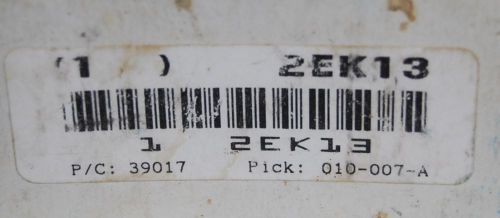 (1 ) 2EK13
1 2EK13
P/C: 39017 Pick: 010-007-A